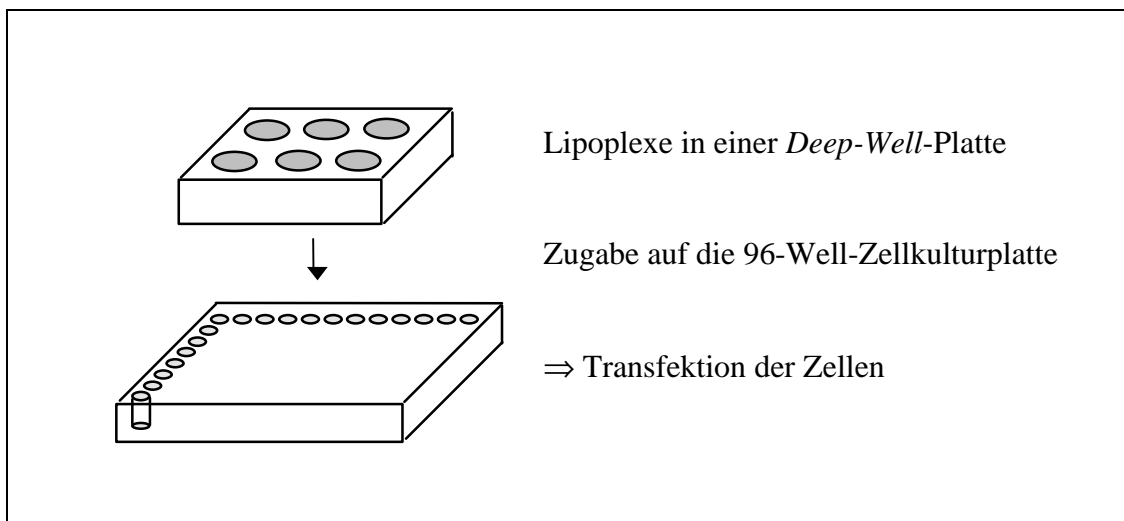 Lipoplexe in einer Deep-Well-Platte
Zugabe auf die 96-Well-Zellkulturplatte
⇒ Transfektion der Zellen